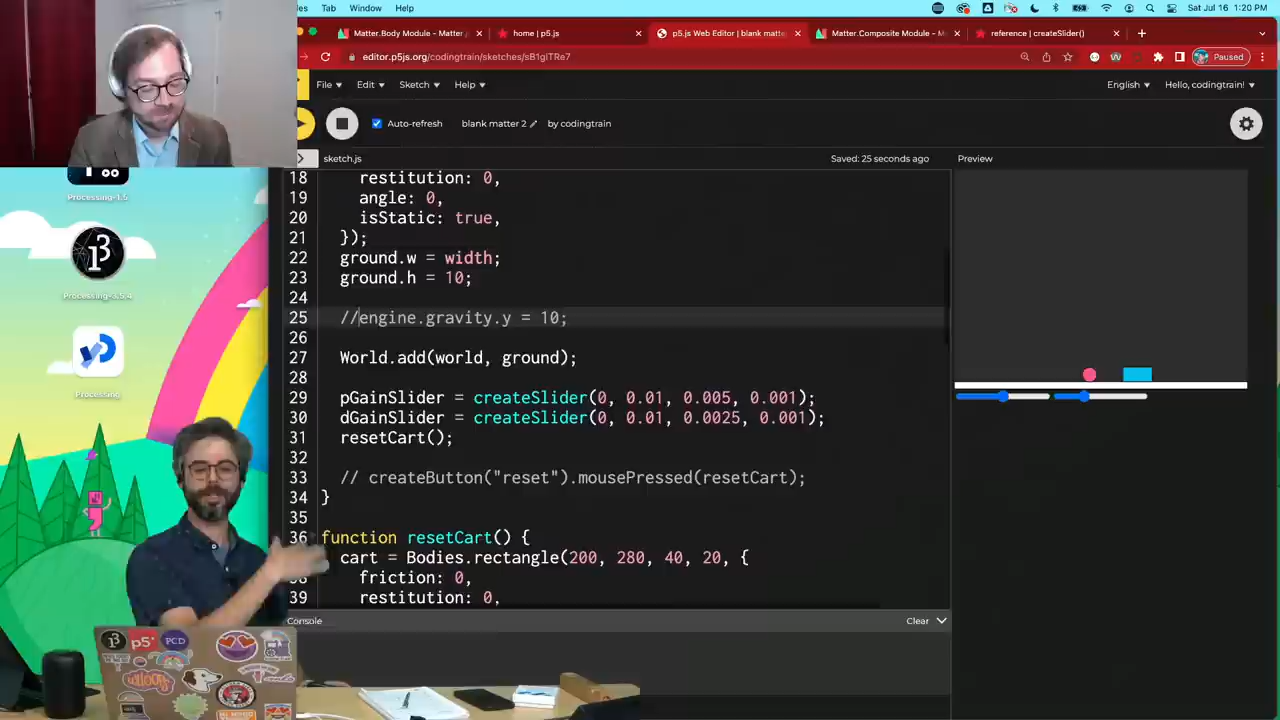 les Tab Window Help Sat Jul 16 1:20 PM
Matter.Body Module - Matter home | p5.js p5.js Web Editor | blank matte Matter.Composite Module - M reference | createSlider()
editor.p5js.org/codingtrain/sketches/sB1glTRe7 Paused
File Edit Sketch Help English Hello, codingtrain!
Auto-refresh blank matter 2 by codingtrain
sketch.js Saved: 25 seconds ago Preview
18 restitution: 0,
19 angle: 0,
20 isStatic: true,
21 });
22 ground.w = width;
23 ground.h = 10;
24
25 //engine.gravity.y = 10;
26
27 World.add(world, ground);
28
29 pGainSlider = createSlider(0, 0.01, 0.005, 0.001);
30 dGainSlider = createSlider(0, 0.01, 0.0025, 0.001);
31 resetCart();
32
33 // createButton("reset").mousePressed(resetCart);
34 }
35
36 function resetCart() {
cart = Bodies.rectangle(200, 280, 40, 20, {
38 friction: 0,
39 restitution: 0,
Console Clear
Processing-1.5
Processing-3.5.4
Processing
p5
PCD